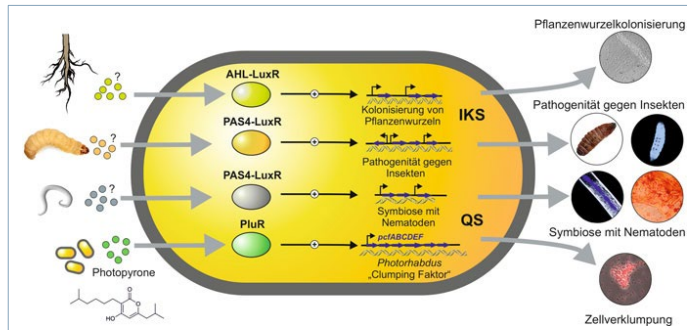 Pflanzenwurzelkolonisierung
?
AHL-LuxR
+
Kolonisierung von
Pflanzenwurzeln
IKS
Pathogenität gegen Insekten
?
PAS4-LuxR
+
Pathogenität gegen
Insekten
?
PAS4-LuxR
+
Symbiose mit
Nematoden
QS
Symbiose mit Nematoden
PluR
+
pcfABCDEF
Photorhabdus
„Clumping Faktor“
Photopyrone
O
O
OH
Zellverklumpung